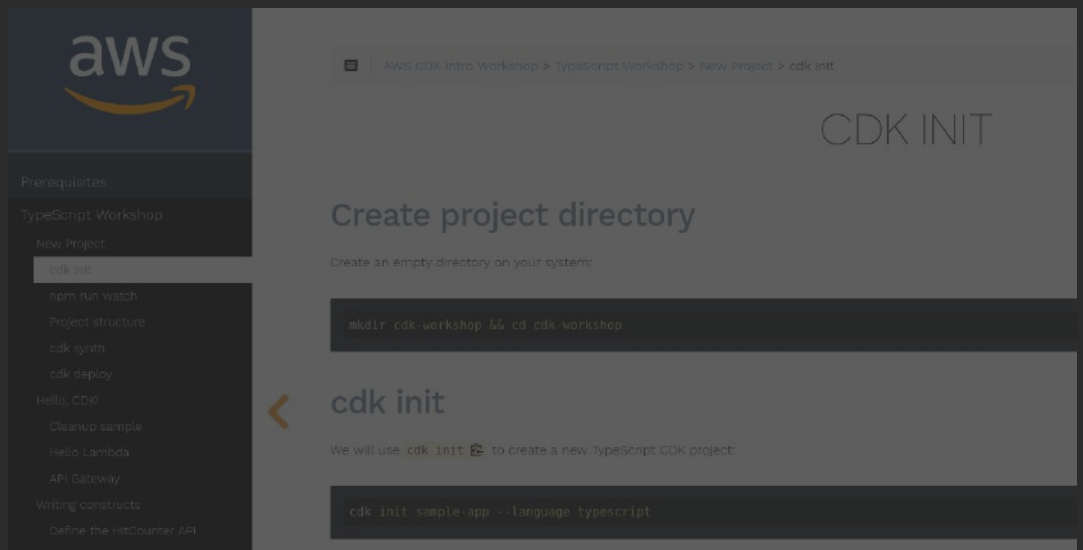 aws
Prerequisites
TypeScript Workshop
New Project
cdk init
npm run watch
Project structure
cdk synth
cdk deploy
Hello, CDK!
Cleanup sample
Hello Lambda
API Gateway
Writing constructs
Define the HitCounter API
AWS CDK Intro Workshop > TypeScript Workshop > New Project > cdk init
CDK INIT
Create project directory
Create an empty directory on your system:
mkdir cdk-workshop && cd cdk-workshop
cdk init
We will use cdk init to create a new TypeScript CDK project:
cdk init sample-app --language typescript